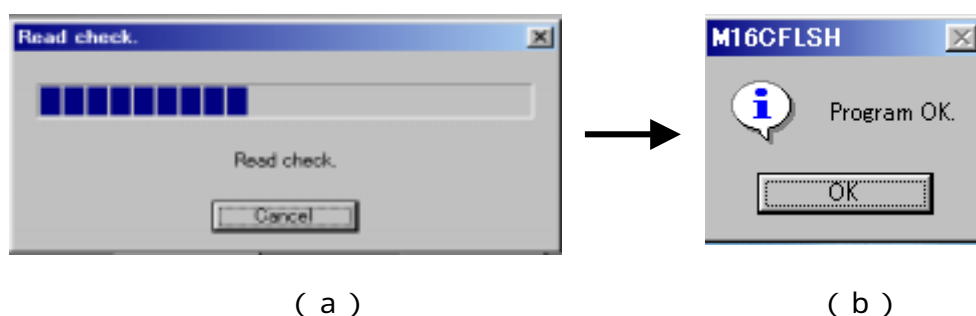 Read check.
Read check.
Cancel
( a )
M16CFLSH
Program OK.
OK
( b )